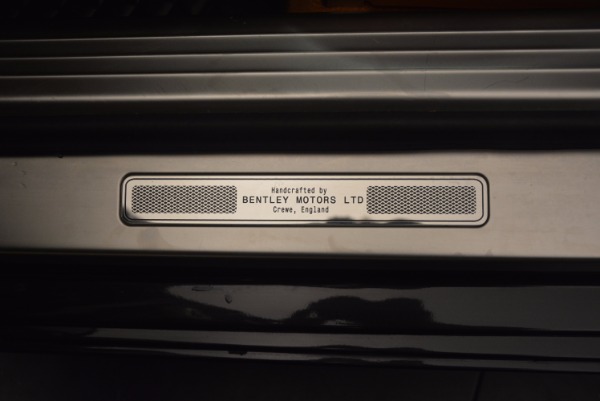 Handcrafted by
BENTLEY MOTORS LTD
Crewe, England